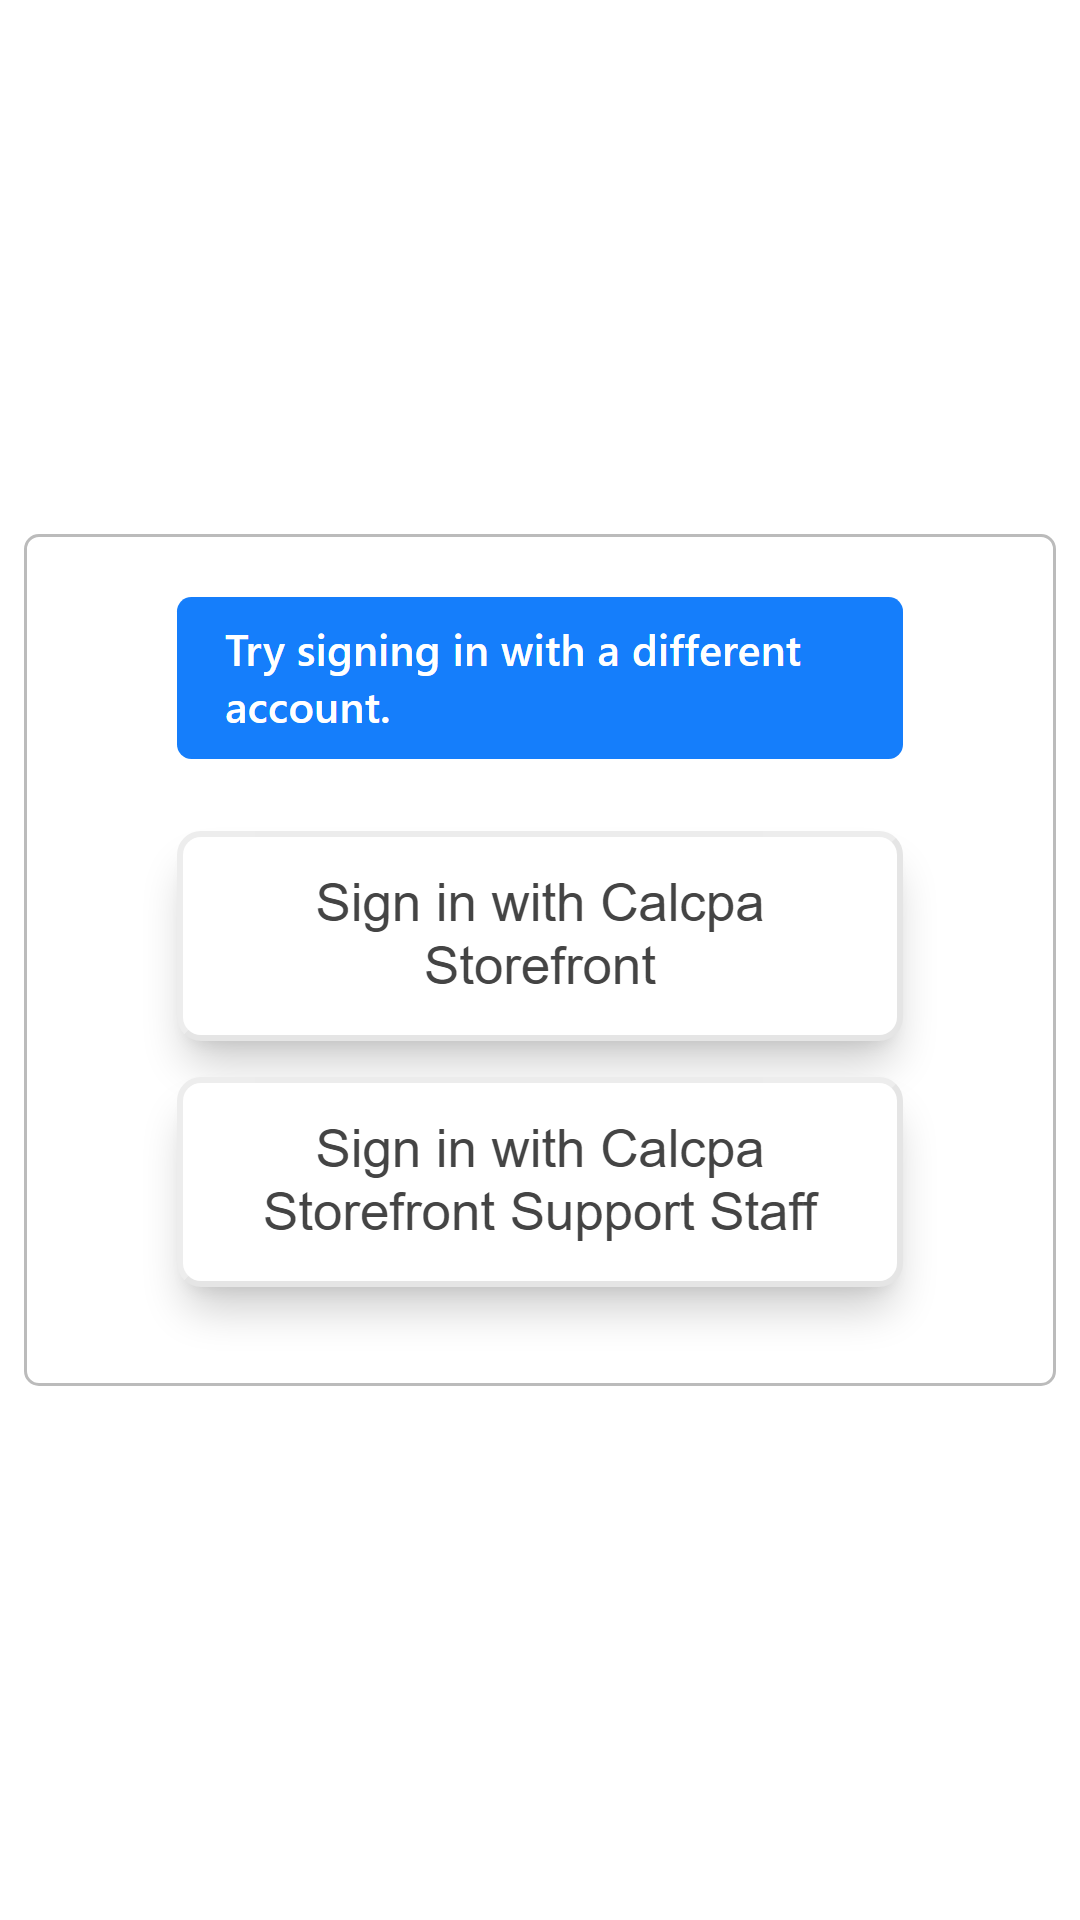 Try signing in with a different
account.
Sign in with Calcpa
Storefront
Sign in with Calcpa
Storefront Support Staff